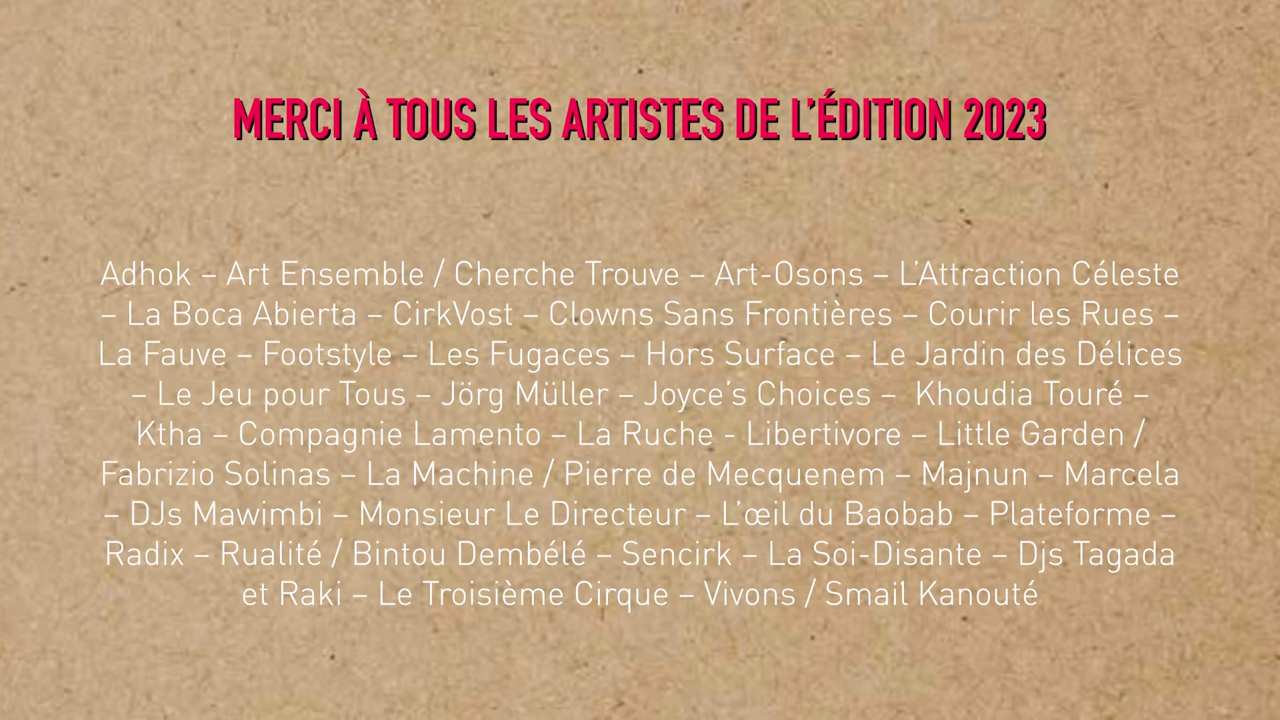 MERCI À TOUS LES ARTISTES DE L’ÉDITION 2023
Adhok – Art Ensemble / Cherche Trouve – Art-Osons – L’Attraction Céleste
– La Boca Abierta – CirkVost – Clowns Sans Frontières – Courir les Rues –
La Fauve – Footstyle – Les Fugaces – Hors Surface – Le Jardin des Délices
– Le Jeu pour Tous – Jörg Müller – Joyce’s Choices – Khoudia Touré –
Ktha – Compagnie Lamento – La Ruche - Libertivore – Little Garden /
Fabrizio Solinas – La Machine / Pierre de Mecquenem – Majnun – Marcela
– DJs Mawimbi – Monsieur Le Directeur – L’œil du Baobab – Plateforme –
Radix – Rualité / Bintou Dembélé – Sencirk – La Soi-Disante – Djs Tagada
et Raki – Le Troisième Cirque – Vivons / Smail Kanouté